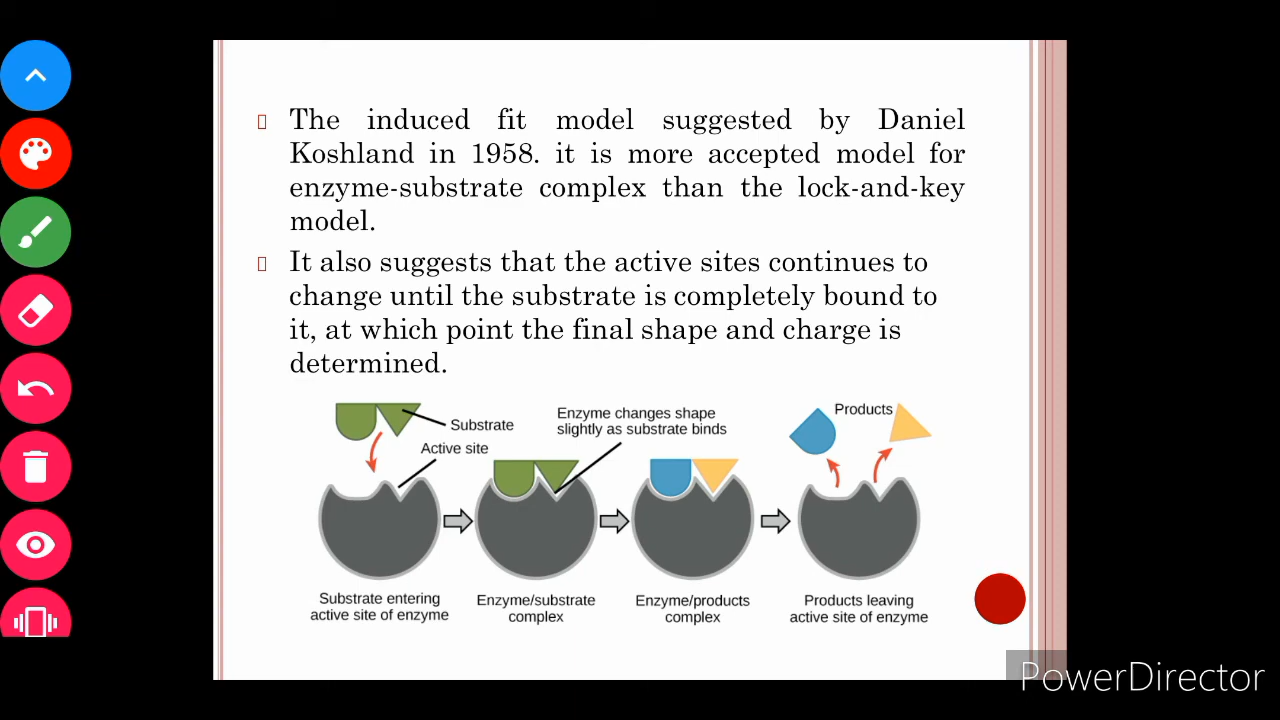 The induced fit model suggested by Daniel
Koshland in 1958. it is more accepted model for
enzyme-substrate complex than the lock-and-key
model.
It also suggests that the active sites continues to
change until the substrate is completely bound to
it, at which point the final shape and charge is
determined.
Substrate
Active site
Enzyme changes shape
slightly as substrate binds
Products
Substrate entering
active site of enzyme
Enzyme/substrate
complex
Enzyme/products
complex
Products leaving
active site of enzyme
PowerDirector